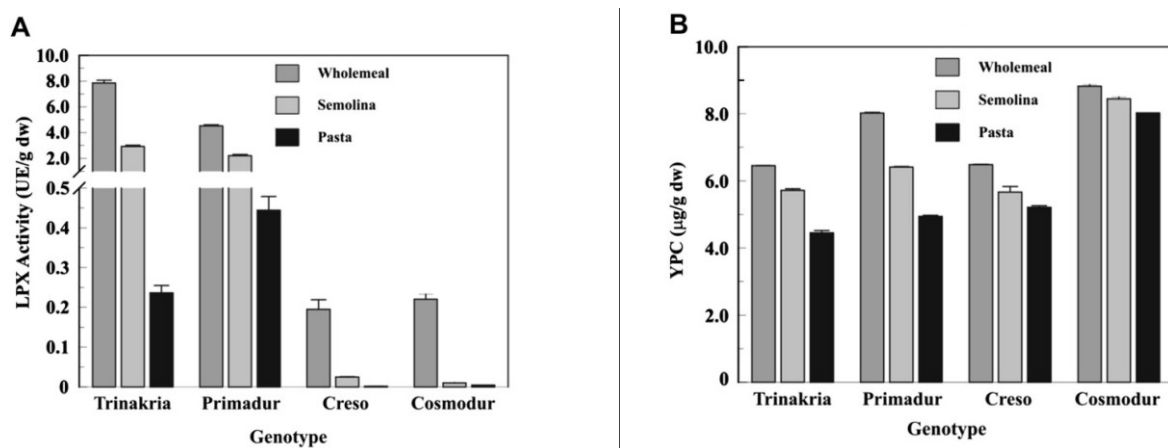 A
LPX Activity (UE/g dw)
10.0
8.0
6.0
4.0
2.0
0.5
0.4
0.3
0.2
0.1
0
Wholemeal
Semolina
Pasta
Trinakria Primadur Creso Cosmodur
Genotype
B
YPC (µg/g dw)
10.0
8.0
6.0
4.0
2.0
0
Wholemeal
Semolina
Pasta
Trinakria Primadur Creso Cosmodur
Genotype